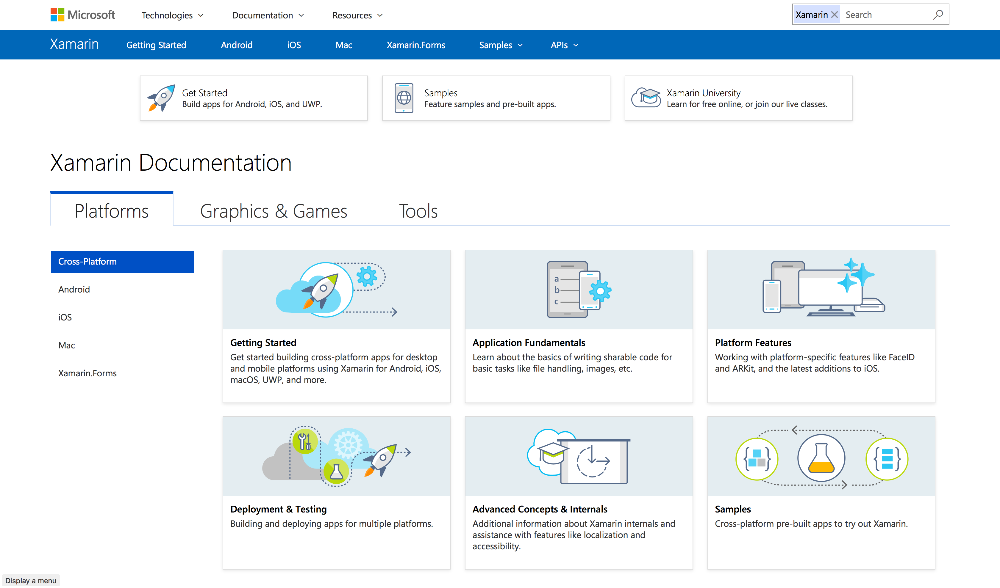 Microsoft Technologies Documentation Resources Xamarin Search
Xamarin Getting Started Android iOS Mac Xamarin.Forms Samples APIs
Get Started
Build apps for Android, iOS, and UWP.
Samples
Feature samples and pre-built apps.
Xamarin University
Learn for free online, or join our live classes.
Xamarin Documentation
Platforms Graphics & Games Tools
Cross-Platform
Android
iOS
Mac
Xamarin.Forms
Getting Started
Get started building cross-platform apps for desktop
and mobile platforms using Xamarin for Android, iOS,
macOS, UWP, and more.
a
b
c
Application Fundamentals
Learn about the basics of writing sharable code for
basic tasks like file handling, images, etc.
Platform Features
Working with platform-specific features like FaceID
and ARKit, and the latest additions to iOS.
Deployment & Testing
Building and deploying apps for multiple platforms.
Advanced Concepts & Internals
Additional information about Xamarin internals and
assistance with features like localization and
accessibility.
Samples
Cross-platform pre-built apps to try out Xamarin.
Display a menu